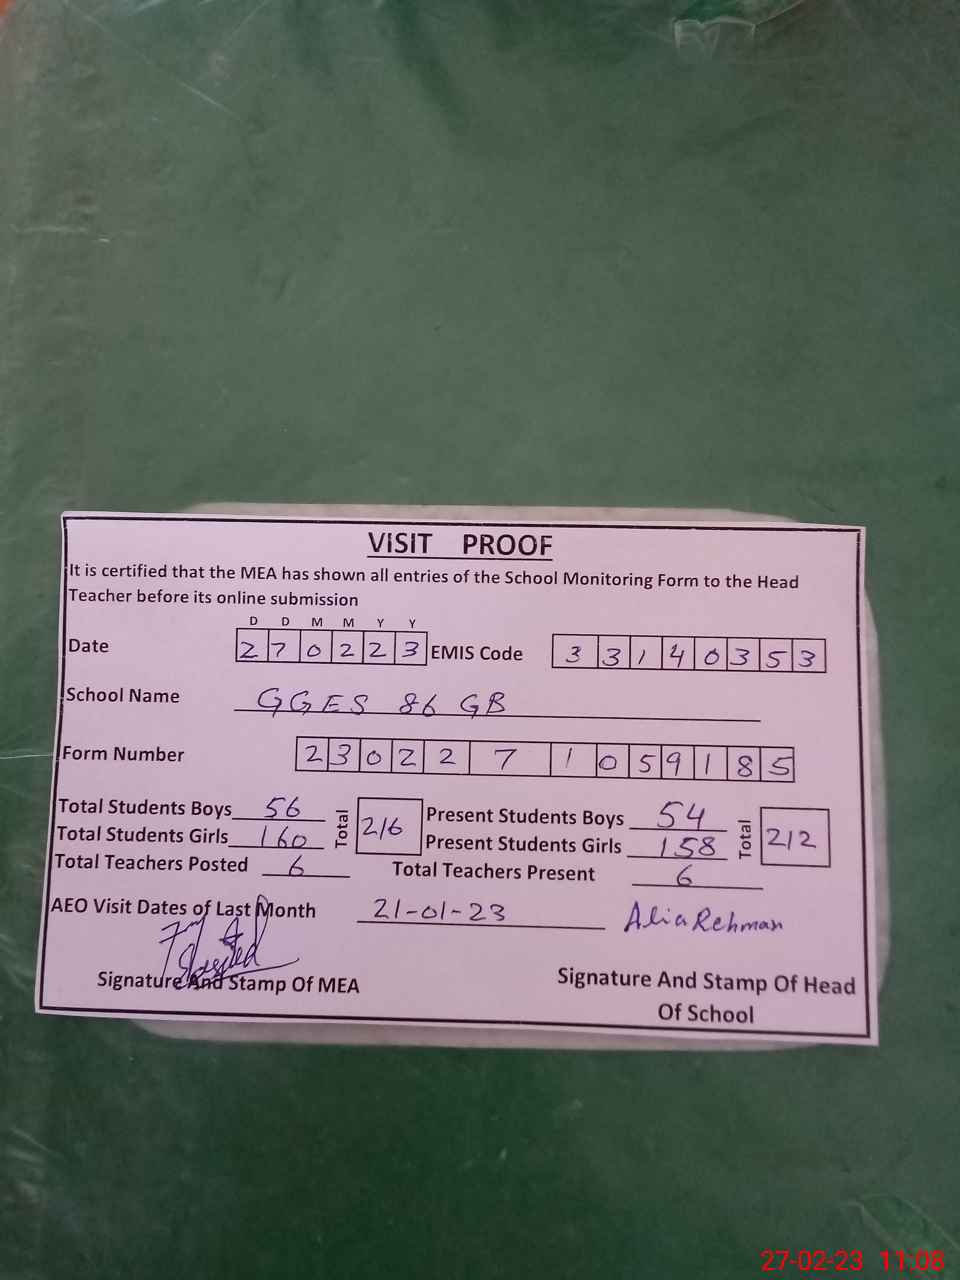 VISIT PROOF
It is certified that the MEA has shown all entries of the School Monitoring Form to the Head
Teacher before its online submission
D D M M Y Y
Date 2 7 0 2 2 3 EMIS Code 3 3 1 4 0 3 5 3
School Name GGES 86 GB
Form Number 2 3 0 2 2 7 1 0 5 9 1 8 5
Total Students Boys 56 Total 216 Present Students Boys 54 Total 212
Total Students Girls 160 Present Students Girls 158
Total Teachers Posted 6 Total Teachers Present 6
AEO Visit Dates of Last Month 21-01-23 Alia Rehman
Signature And Stamp Of MEA Signature And Stamp Of Head
Of School
27-02-23 11:08